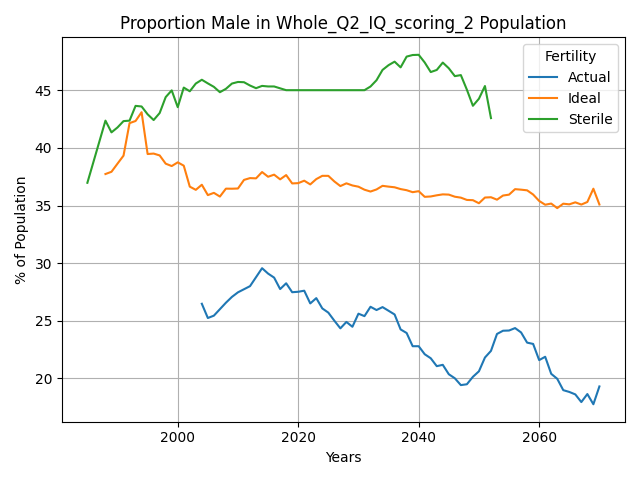 Proportion Male in Whole_Q2_IQ_scoring_2 Population
% of Population
45
40
35
30
25
20
2000
2020
2040
2060
Years
Fertility
Actual
Ideal
Sterile